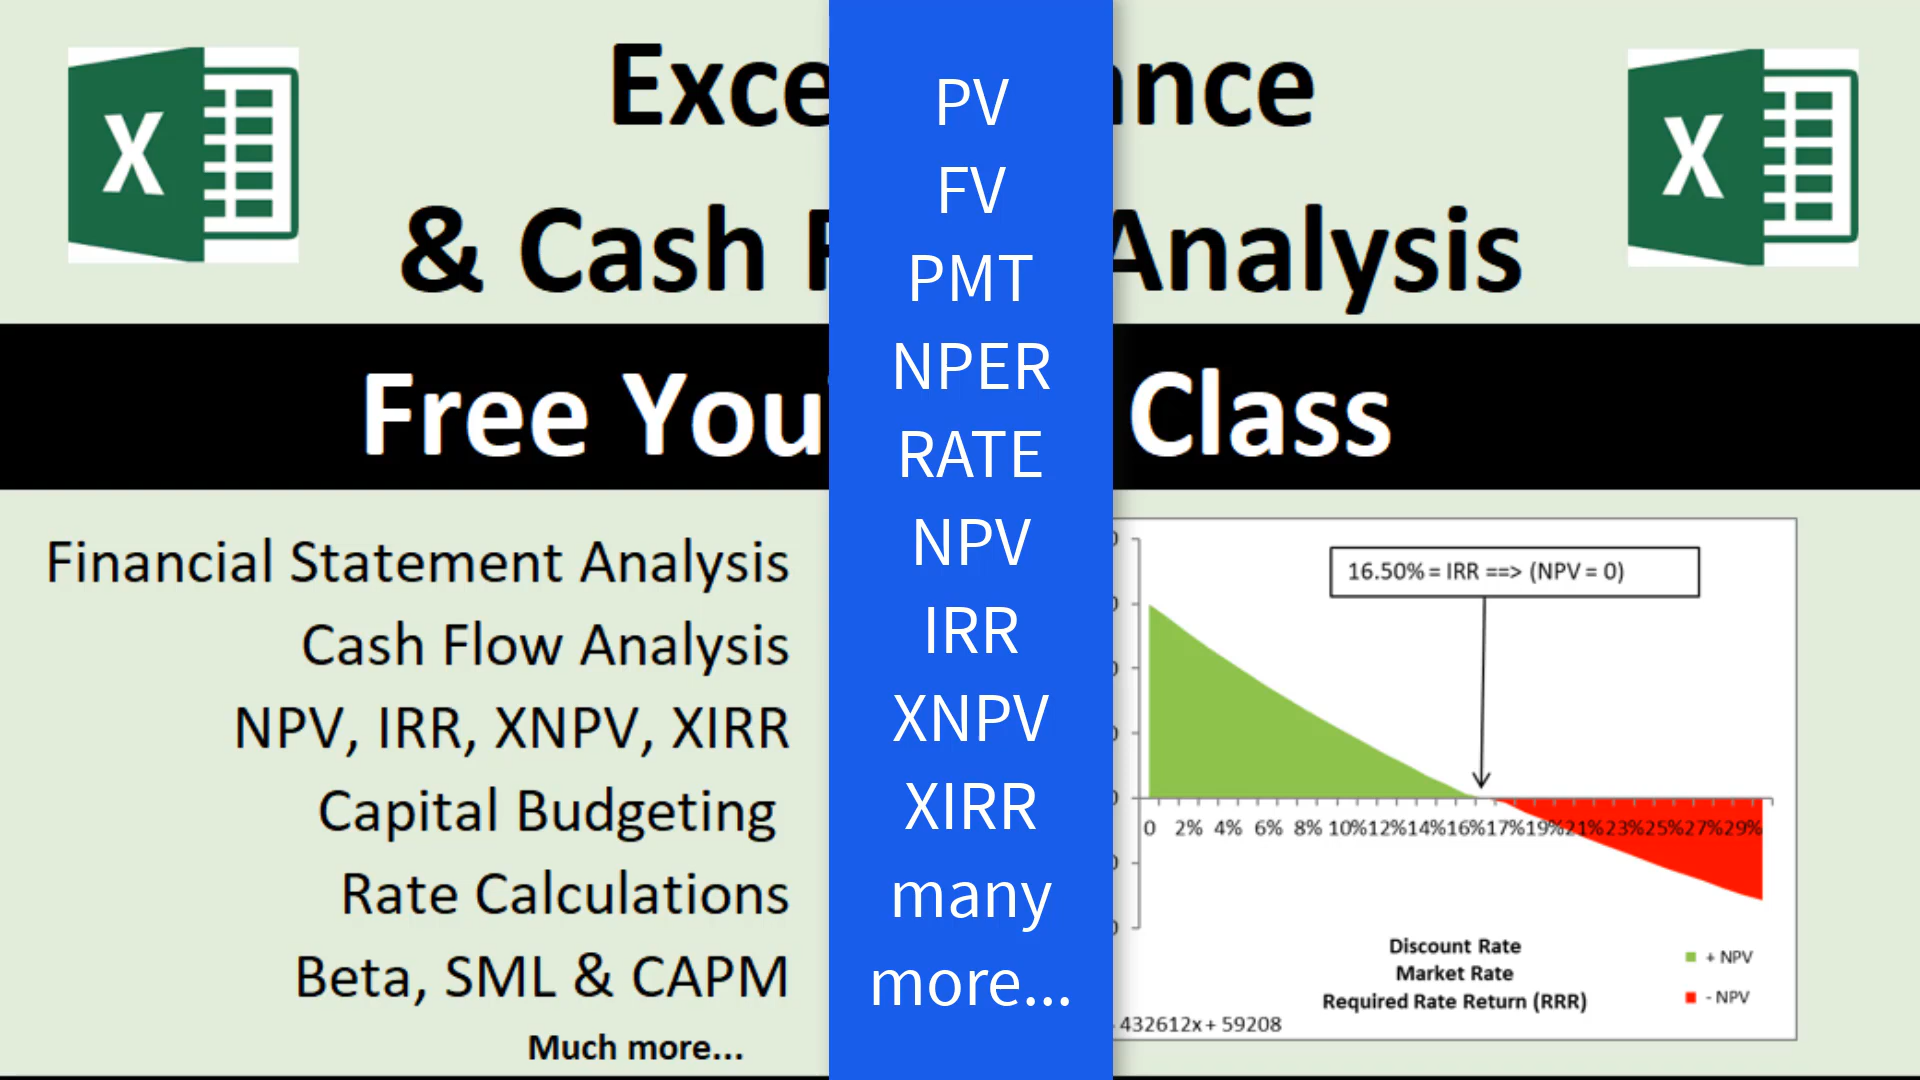 Exce
nce
& Cash
Analysis
Free You
Class
PV
FV
PMT
NPER
RATE
NPV
IRR
XNPV
XIRR
many
more...
Financial Statement Analysis
Cash Flow Analysis
NPV, IRR, XNPV, XIRR
Capital Budgeting
Rate Calculations
Beta, SML & CAPM
Much more...
X
X
16.50% = IRR ==> (NPV = 0)
0 2% 4% 6% 8% 10%12%14%16%17%19%21%23%25%27%29%
Discount Rate
Market Rate
Required Rate Return (RRR)
+ NPV
- NPV
432612x + 59208